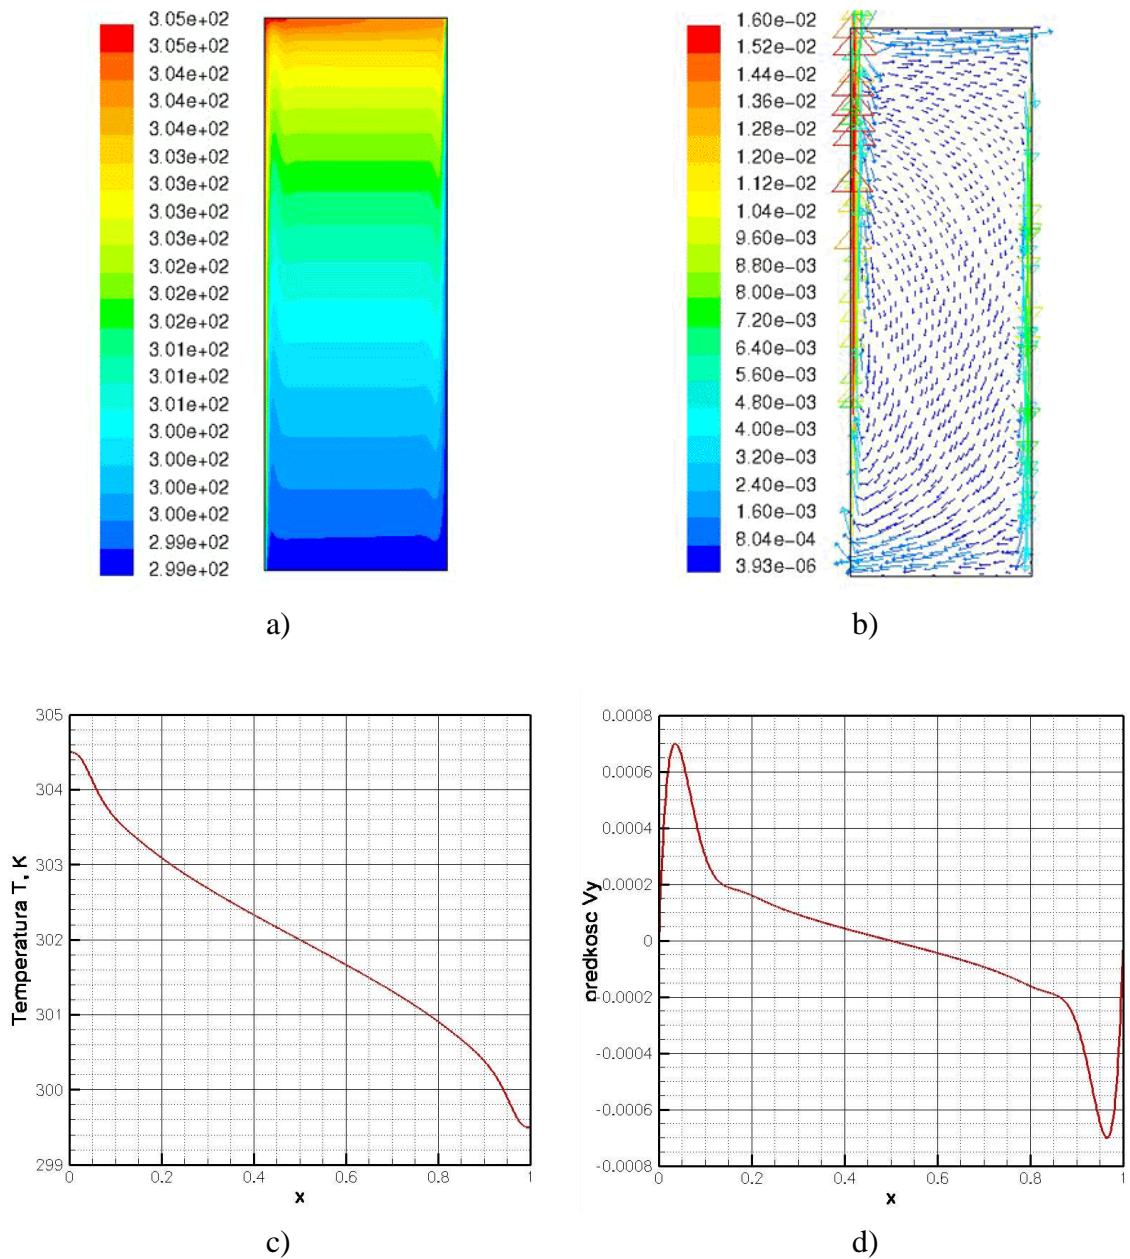 3.05e+02
3.05e+02
3.04e+02
3.04e+02
3.04e+02
3.03e+02
3.03e+02
3.03e+02
3.03e+02
3.02e+02
3.02e+02
3.02e+02
3.01e+02
3.01e+02
3.01e+02
3.00e+02
3.00e+02
3.00e+02
3.00e+02
2.99e+02
2.99e+02
a)
1.60e-02
1.52e-02
1.44e-02
1.36e-02
1.28e-02
1.20e-02
1.12e-02
1.04e-02
9.60e-03
8.80e-03
8.00e-03
7.20e-03
6.40e-03
5.60e-03
4.80e-03
4.00e-03
3.20e-03
2.40e-03
1.60e-03
8.04e-04
3.93e-06
b)
305
304
303
302
301
300
299
Temperatura T, K
0 0.2 0.4 0.6 0.8 1
x
c)
0.0008
0.0006
0.0004
0.0002
0
-0.0002
-0.0004
-0.0006
-0.0008
predkosc Vy
0 0.2 0.4 0.6 0.8 1
x
d)